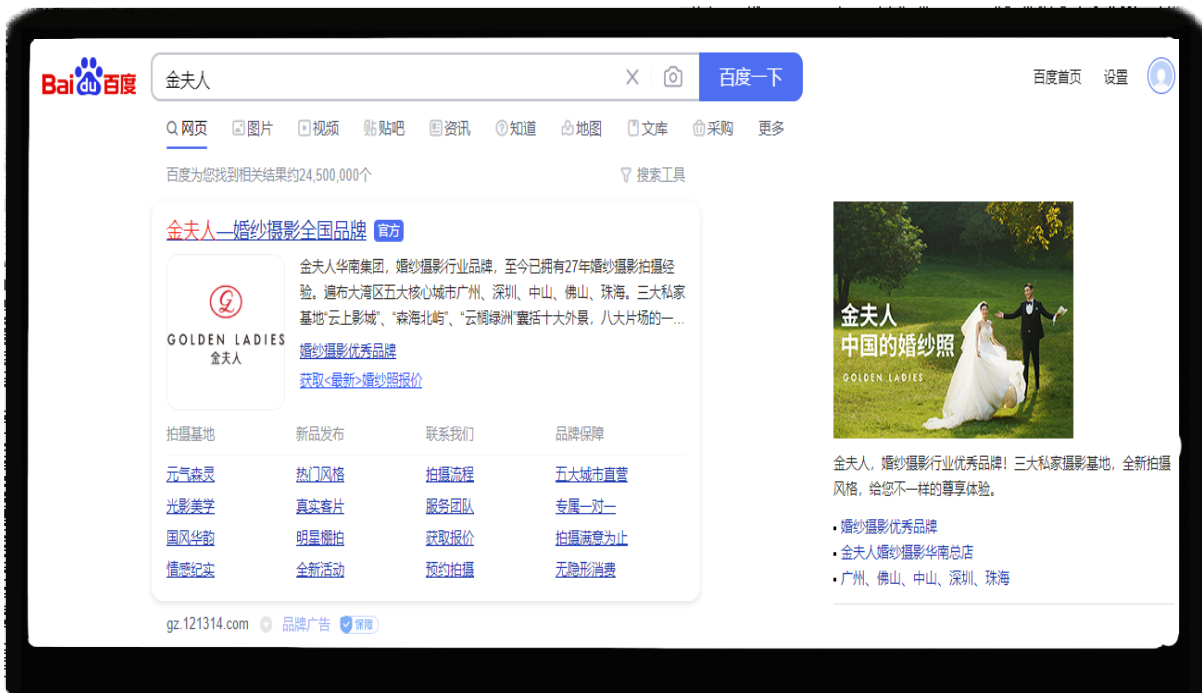 Bai du 百度
金夫人
百度一下
百度首页 设置
网页 图片 视频 贴吧 资讯 知道 地图 文库 采购 更多
百度为您找到相关结果约24,500,000个
搜索工具
金夫人—婚纱摄影全国品牌 官方
GOLDEN LADIES
金夫人
金夫人华南集团，婚纱摄影行业品牌，至今已拥有27年婚纱摄影拍摄经
验。遍布大湾区五大核心城市广州、深圳、中山、佛山、珠海。三大私家
基地“云上影城”、“森海北屿”、“云榈绿洲”囊括十大外景，八大片场的一...
婚纱摄影优秀品牌
获取<最新>婚纱照报价
拍摄基地 新品发布 联系我们 品牌保障
元气森灵 热门风格 拍摄流程 五大城市直营
光影美学 真实客片 服务团队 专属一对一
国风华韵 明星棚拍 获取报价 拍摄满意为止
情感纪实 全新活动 预约拍摄 无隐形消费
gz.121314.com 品牌广告 保障
金夫人
中国的婚纱照
GOLDEN LADIES
金夫人，婚纱摄影行业优秀品牌！三大私家摄影基地，全新拍摄
风格，给您不一样的尊享体验。
婚纱摄影优秀品牌
金夫人婚纱摄影华南总店
广州、佛山、中山、深圳、珠海